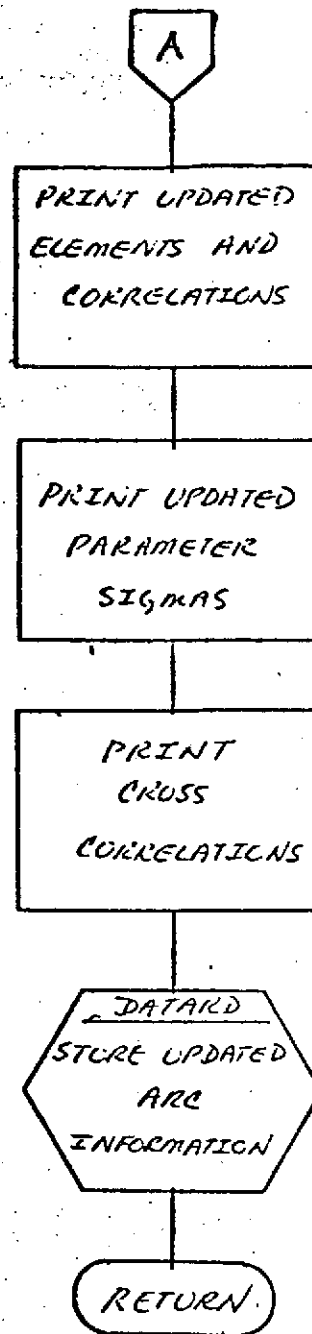 A
PRINT UPDATED
ELEMENTS AND
CORRELATIONS
PRINT UPDATED
PARAMETER
SIGMAS
PRINT
CROSS
CORRELATIONS
DATARD
STORE UPDATED
ARC
INFORMATION
RETURN.